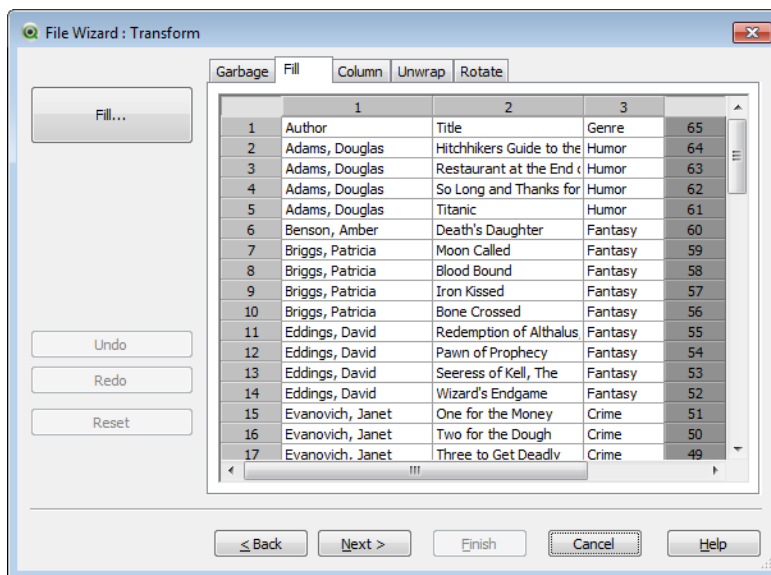 File Wizard : Transform
Garbage Fill Column Unwrap Rotate
Fill...
1 2 3
1 Author Title Genre 65
2 Adams, Douglas Hitchhikers Guide to the Humor 64
3 Adams, Douglas Restaurant at the End Humor 63
4 Adams, Douglas So Long and Thanks for Humor 62
5 Adams, Douglas Titanic Humor 61
6 Benson, Amber Death's Daughter Fantasy 60
7 Briggs, Patricia Moon Called Fantasy 59
8 Briggs, Patricia Blood Bound Fantasy 58
9 Briggs, Patricia Iron Kissed Fantasy 57
10 Briggs, Patricia Bone Crossed Fantasy 56
11 Eddings, David Redemption of Althalus, Fantasy 55
12 Eddings, David Pawn of Prophecy Fantasy 54
13 Eddings, David Seeress of Kell, The Fantasy 53
14 Eddings, David Wizard's Endgame Fantasy 52
15 Evanovich, Janet One for the Money Crime 51
16 Evanovich, Janet Two for the Dough Crime 50
17 Evanovich, Janet Three to Get Deadly Crime 49
Undo
Redo
Reset
< Back Next > Finish Cancel Help